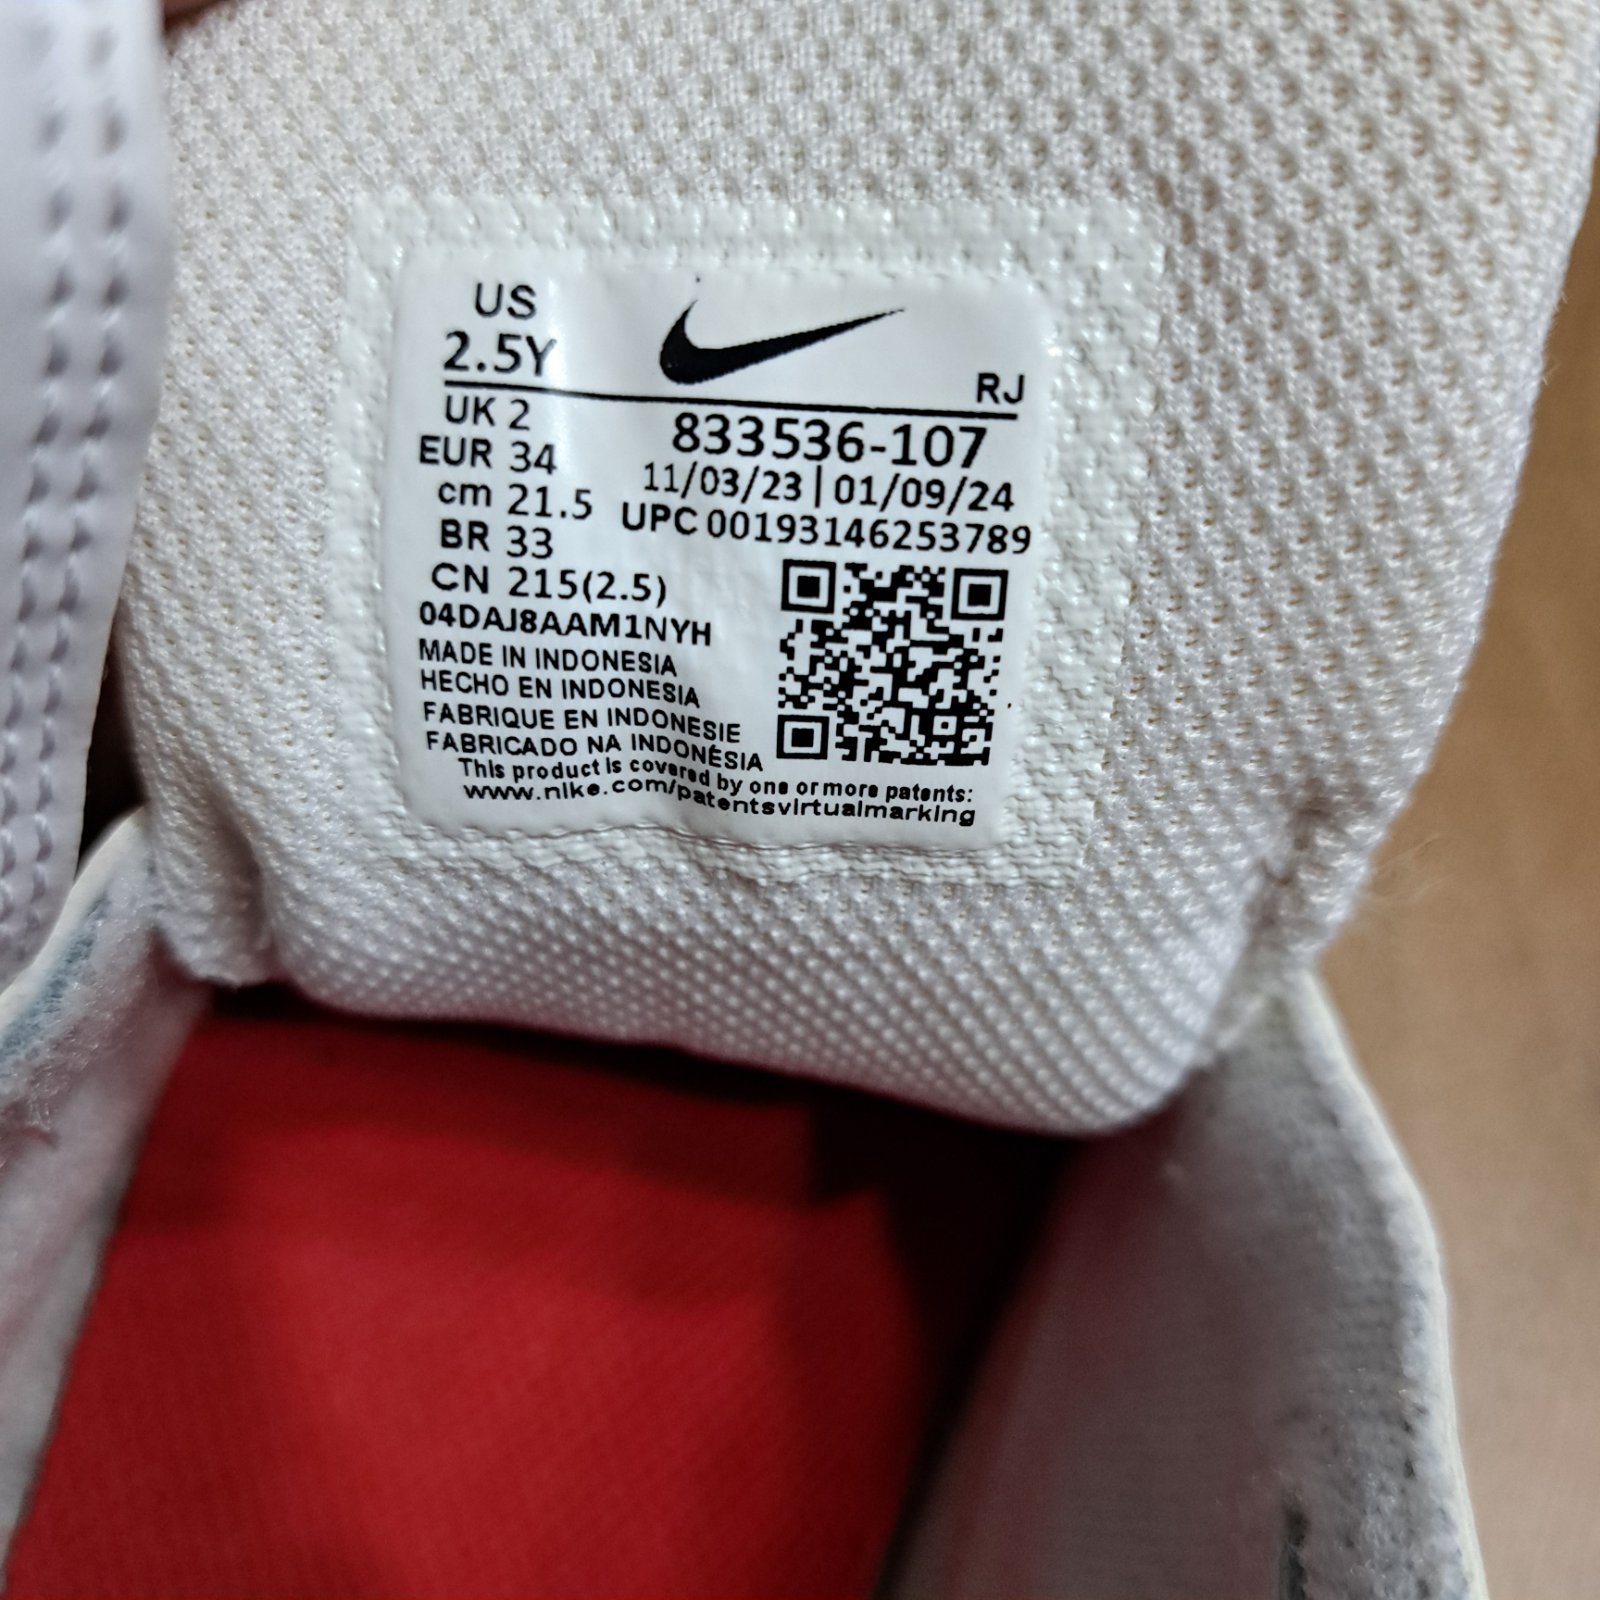 US
2.5Y
RJ
UK 2
833536-107
EUR 34
11/03/23 | 01/09/24
cm 21.5
UPC 00193146253789
BR 33
CN 215(2.5)
04DAJ8AAM1NYH
MADE IN INDONESIA
HECHO EN INDONESIA
FABRIQUE EN INDONESIE
FABRICADO NA INDONÉSIA
This product is covered by one or more patents:
www.nike.com/patentsvirtualmarking